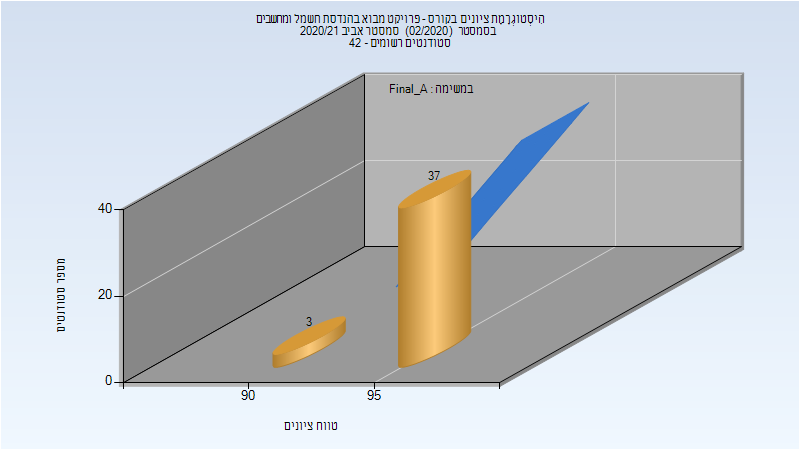 היסטוגרמת ציונים בקורס - פרויקט מבוא בהנדסת חשמל ומחשבים
בסמסטר (02/2020) סמסטר אביב 2020/21
סטודנטים רשומים - 42
במשימה : Final_A
37
3
40
20
0
90
95
מספר סטודנטים
טווח ציונים